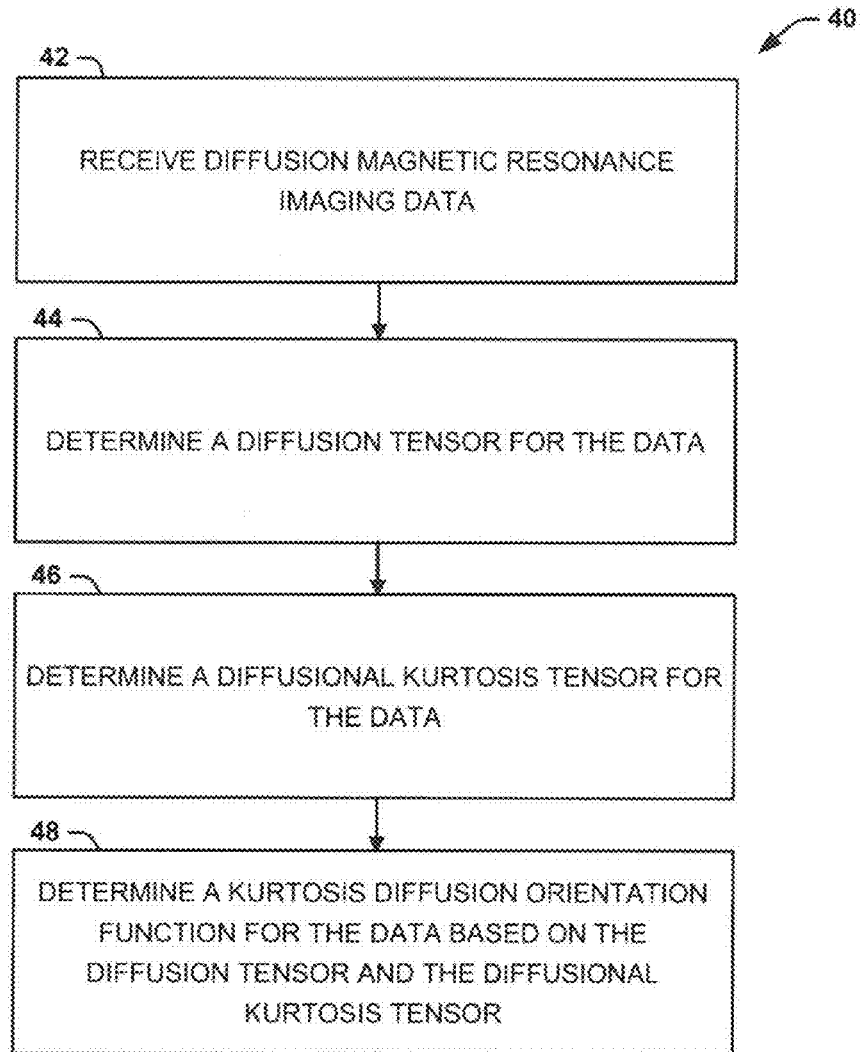 40
42
RECEIVE DIFFUSION MAGNETIC RESONANCE
IMAGING DATA
44
DETERMINE A DIFFUSION TENSOR FOR THE DATA
46
DETERMINE A DIFFUSIONAL KURTOSIS TENSOR FOR
THE DATA
48
DETERMINE A KURTOSIS DIFFUSION ORIENTATION
FUNCTION FOR THE DATA BASED ON THE
DIFFUSION TENSOR AND THE DIFFUSIONAL
KURTOSIS TENSOR